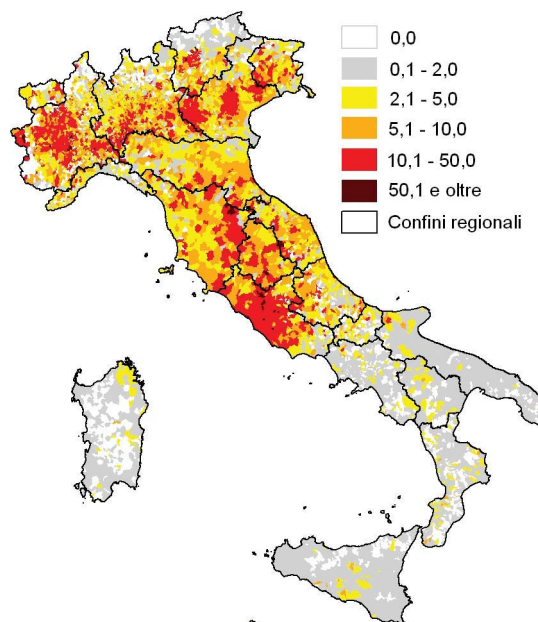 0,0
0,1 - 2,0
2,1 - 5,0
5,1 - 10,0
10,1 - 50,0
50,1 e oltre
Confini regionali